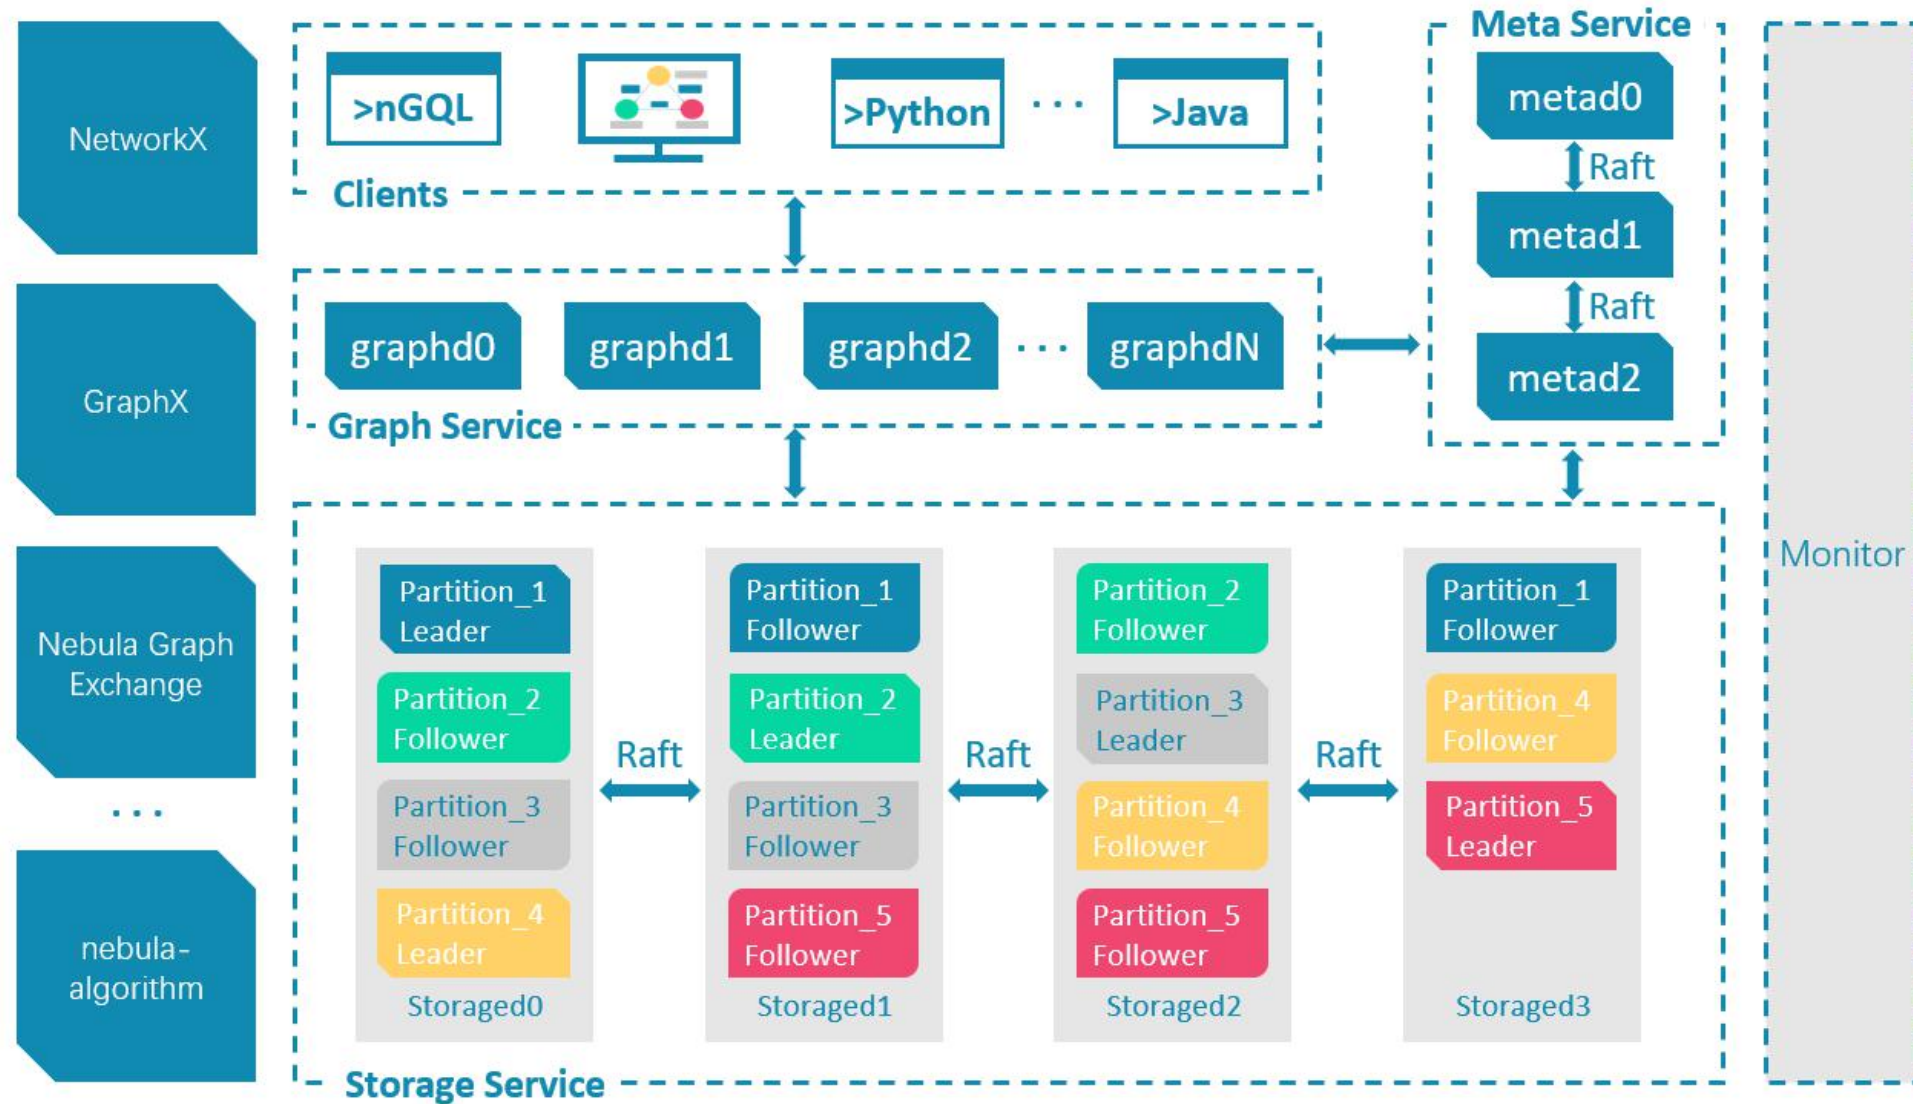 NetworkX
GraphX
Nebula Graph
Exchange
...
nebula-
algorithm
>nGQL
>Python
...
>Java
Clients
graphd0
graphd1
graphd2
...
graphdN
Graph Service
Meta Service
metad0
Raft
metad1
Raft
metad2
Partition_1
Leader
Partition_2
Follower
Partition_3
Follower
Partition_4
Leader
Storaged0
Raft
Partition_1
Follower
Partition_2
Leader
Partition_3
Follower
Partition_5
Follower
Storaged1
Raft
Partition_2
Follower
Partition_3
Leader
Partition_4
Follower
Partition_5
Follower
Storaged2
Raft
Partition_1
Follower
Partition_4
Follower
Partition_5
Leader
Storaged3
Storage Service
Monitor